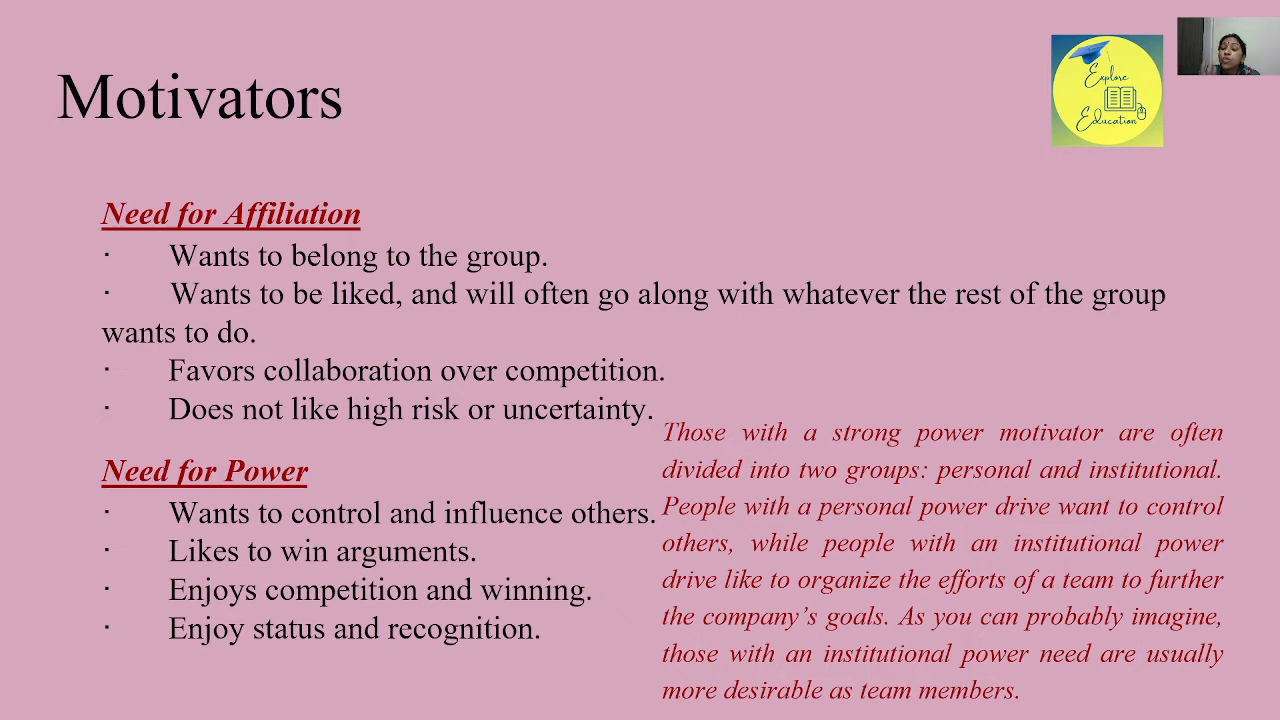 Motivators
Explore
Education
Need for Affiliation
· Wants to belong to the group.
· Wants to be liked, and will often go along with whatever the rest of the group
wants to do.
· Favors collaboration over competition.
· Does not like high risk or uncertainty.
Need for Power
· Wants to control and influence others.
· Likes to win arguments.
· Enjoys competition and winning.
· Enjoy status and recognition.
Those with a strong power motivator are often
divided into two groups: personal and institutional.
People with a personal power drive want to control
others, while people with an institutional power
drive like to organize the efforts of a team to further
the company’s goals. As you can probably imagine,
those with an institutional power need are usually
more desirable as team members.